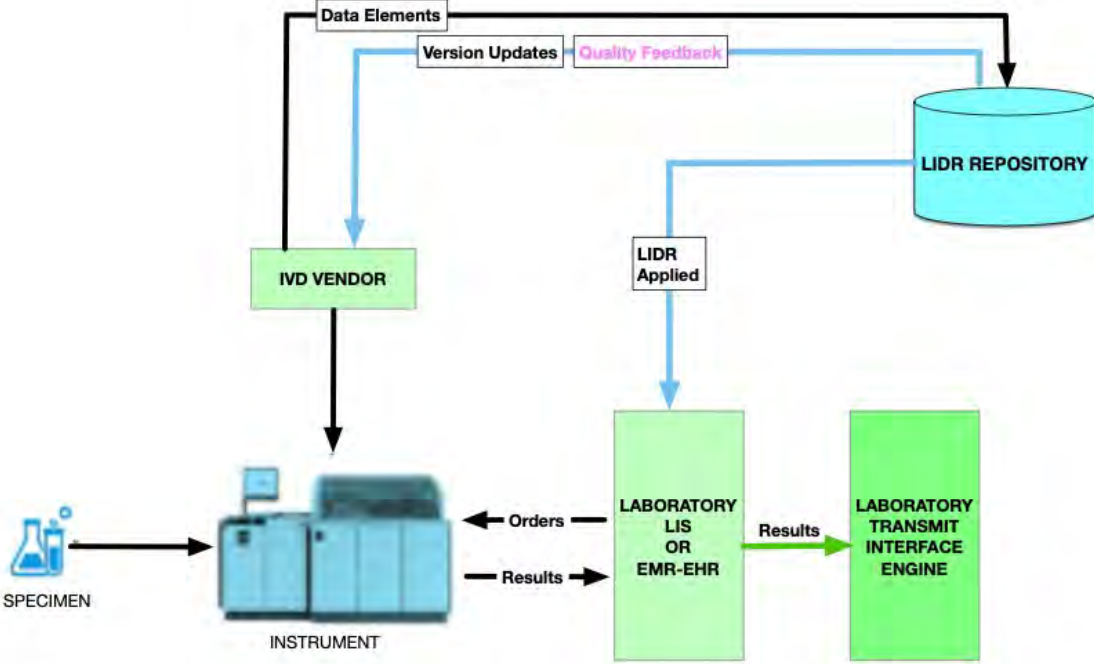 Data Elements
Version Updates
Quality Feedback
LIDR REPOSITORY
LIDR
Applied
IVD VENDOR
Orders
Results
LABORATORY
LIS
OR
EMR-EHR
Results
LABORATORY
TRANSMIT
INTERFACE
ENGINE
SPECIMEN
INSTRUMENT